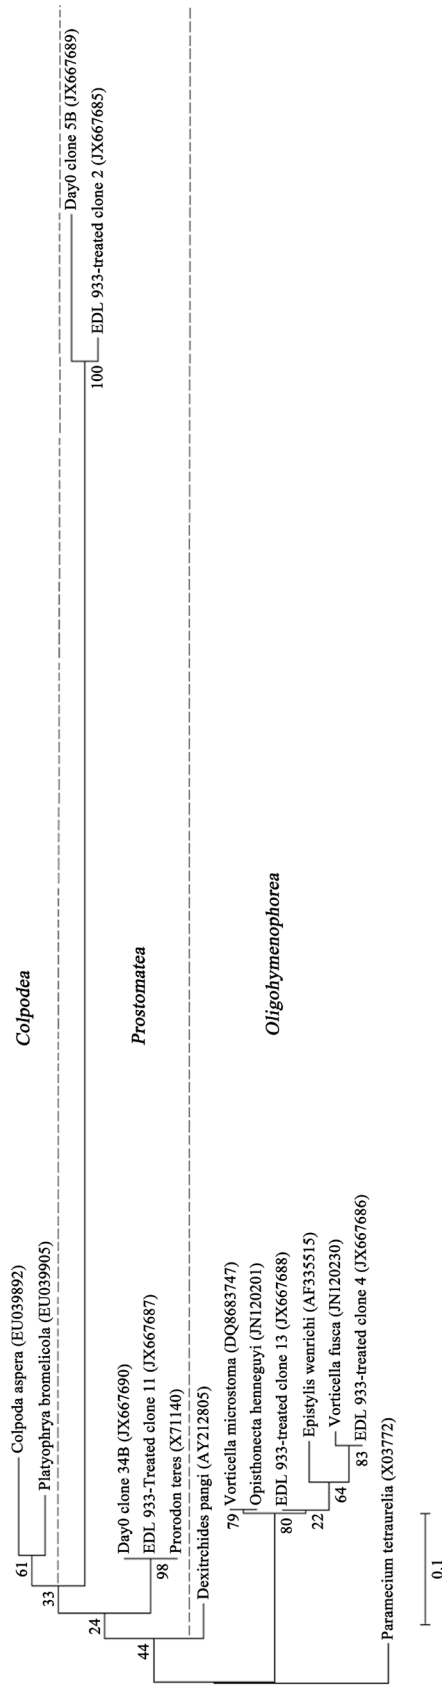 Colpoda aspera (EU039892)
61
Platyophrya bromelicola (EU039905)
33
Colpodea
Day0 clone 5B (JX667689)
100
EDL 933-treated clone 2 (JX667685)
24
Day0 clone 34B (JX667690)
EDL 933-Treated clone 11 (JX667687)
98
Prorodon teres (X71140)
Prostomatea
44
Dexitrchides pangi (AY212805)
79
Vorticella microstoma (DQ8683747)
Opisthonecta henneguyi (JN120201)
80
EDL 933-treated clone 13 (JX667688)
Oligohymenophorea
22
Epistylis wenrichi (AF335515)
64
Vorticella fusca (JN120230)
83
EDL 933-treated clone 4 (JX667686)
Paramecium tetraurelia (X03772)
0.1